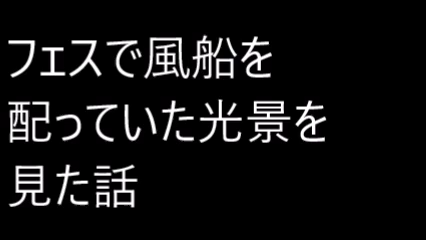 フェスで風船を
配っていた光景を
見た話